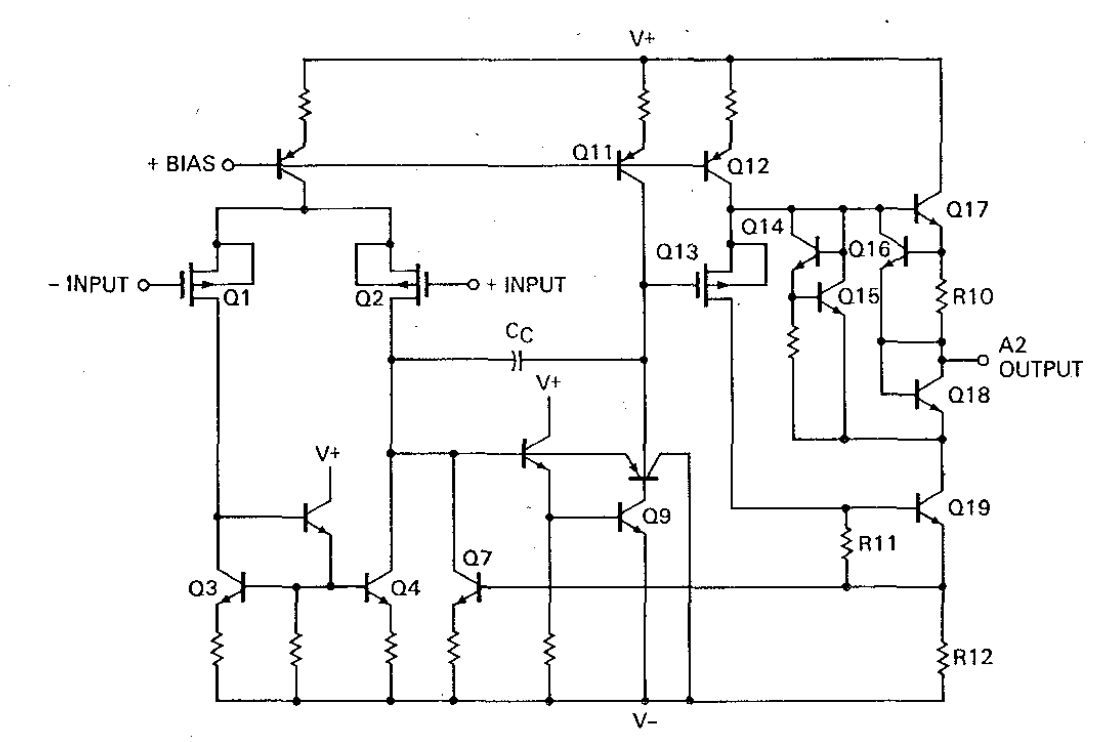 V+
+ BIAS
Q11
Q12
Q14
Q16
Q17
Q13
- INPUT
Q1
Q2
+ INPUT
Q15
R10
CC
A2
OUTPUT
V+
Q18
V+
Q9
Q19
R11
Q3
Q4
Q7
R12
V-